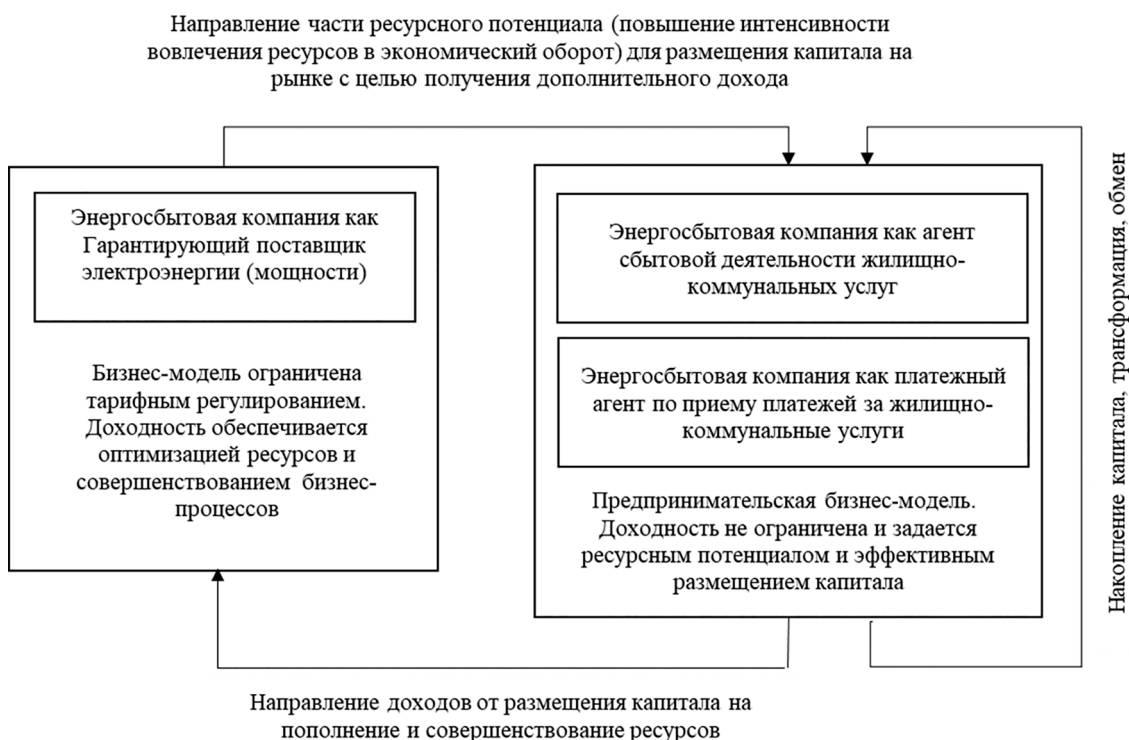 Направление части ресурсного потенциала (повышение интенсивности
вовлечения ресурсов в экономический оборот) для размещения капитала на
рынке с целью получения дополнительного дохода
Энергосбытовая компания как
Гарантирующий поставщик
электроэнергии (мощности)
Бизнес-модель ограничена
тарифным регулированием.
Доходность обеспечивается
оптимизацией ресурсов и
совершенствованием бизнес-
процессов
Энергосбытовая компания как агент
сбытовой деятельности жилищно-
коммунальных услуг
Энергосбытовая компания как платежный
агент по приему платежей за жилищно-
коммунальные услуги
Предпринимательская бизнес-модель.
Доходность не ограничена и задается
ресурсным потенциалом и эффективным
размещением капитала
Накопление капитала, трансформация, обмен
Направление доходов от размещения капитала на
пополнение и совершенствование ресурсов